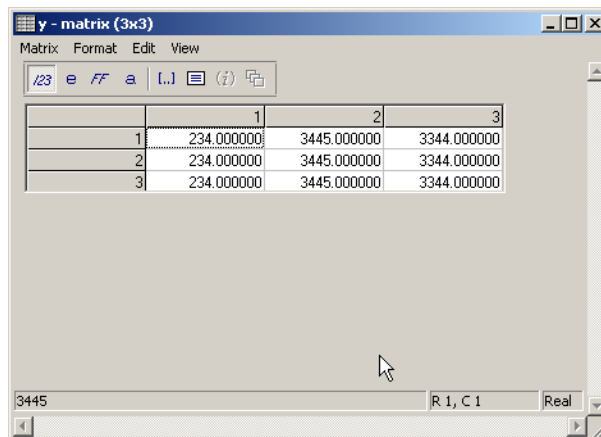 y - matrix (3x3)
Matrix Format Edit View
123 e FF a [..] (i)
1 2 3
1 234.000000 3445.000000 3344.000000
2 234.000000 3445.000000 3344.000000
3 234.000000 3445.000000 3344.000000
3445 R 1, C 1 Real